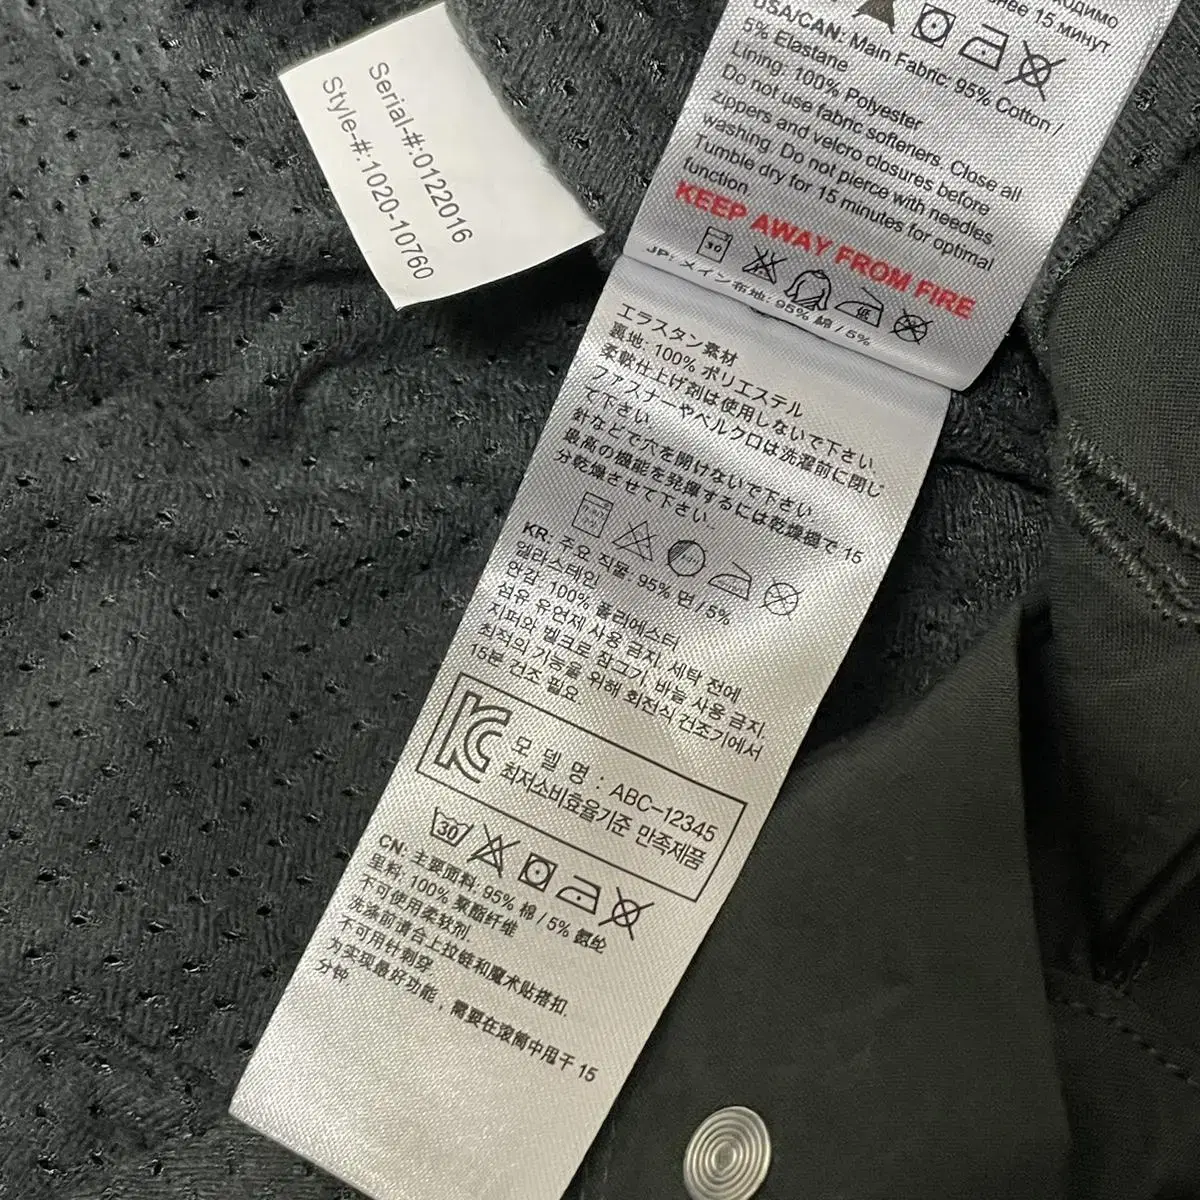 Serial-#:0122016
Style-#:1020-10760
15 минут
USA/CAN: Main Fabric: 95% Cotton /
5% Elastane
Lining: 100% Polyester
Do not use fabric softeners. Close all
zippers and velcro closures before
washing. Do not pierce with needles.
Tumble dry for 15 minutes for optimal
function
KEEP AWAY FROM FIRE
30
低
JP: メイン布地: 95% 綿 / 5%
エラスタン素材
裏地: 100% ポリエステル
柔軟仕上げ剤は使用しないで下さい.
ファスナーやベルクロは洗濯前に閉じ
て下さい.
針などで穴を開けないで下さい
最高の機能を発揮するには乾燥機で 15
分乾燥させて下さい.
KR: 주요 직물: 95% 면 / 5%
엘라스테인
안감: 100% 폴리에스터
섬유 유연제 사용 금지. 세탁 전에
지퍼와 벨크로 잠그기. 바늘 사용 금지.
최적의 기능을 위해 회전식 건조기에서
15분 건조 필요.
KC
모 델 명 : ABC-12345
최저소비효율기준 만족제품
30
CN: 主要面料: 95% 棉 / 5% 氨纶
里料: 100% 聚酯纤维
不可使用柔软剂.
洗涤前请合上拉链和魔术贴搭扣.
不可用针刺穿
为实现最好功能，需要在滚筒中甩干 15
分钟.